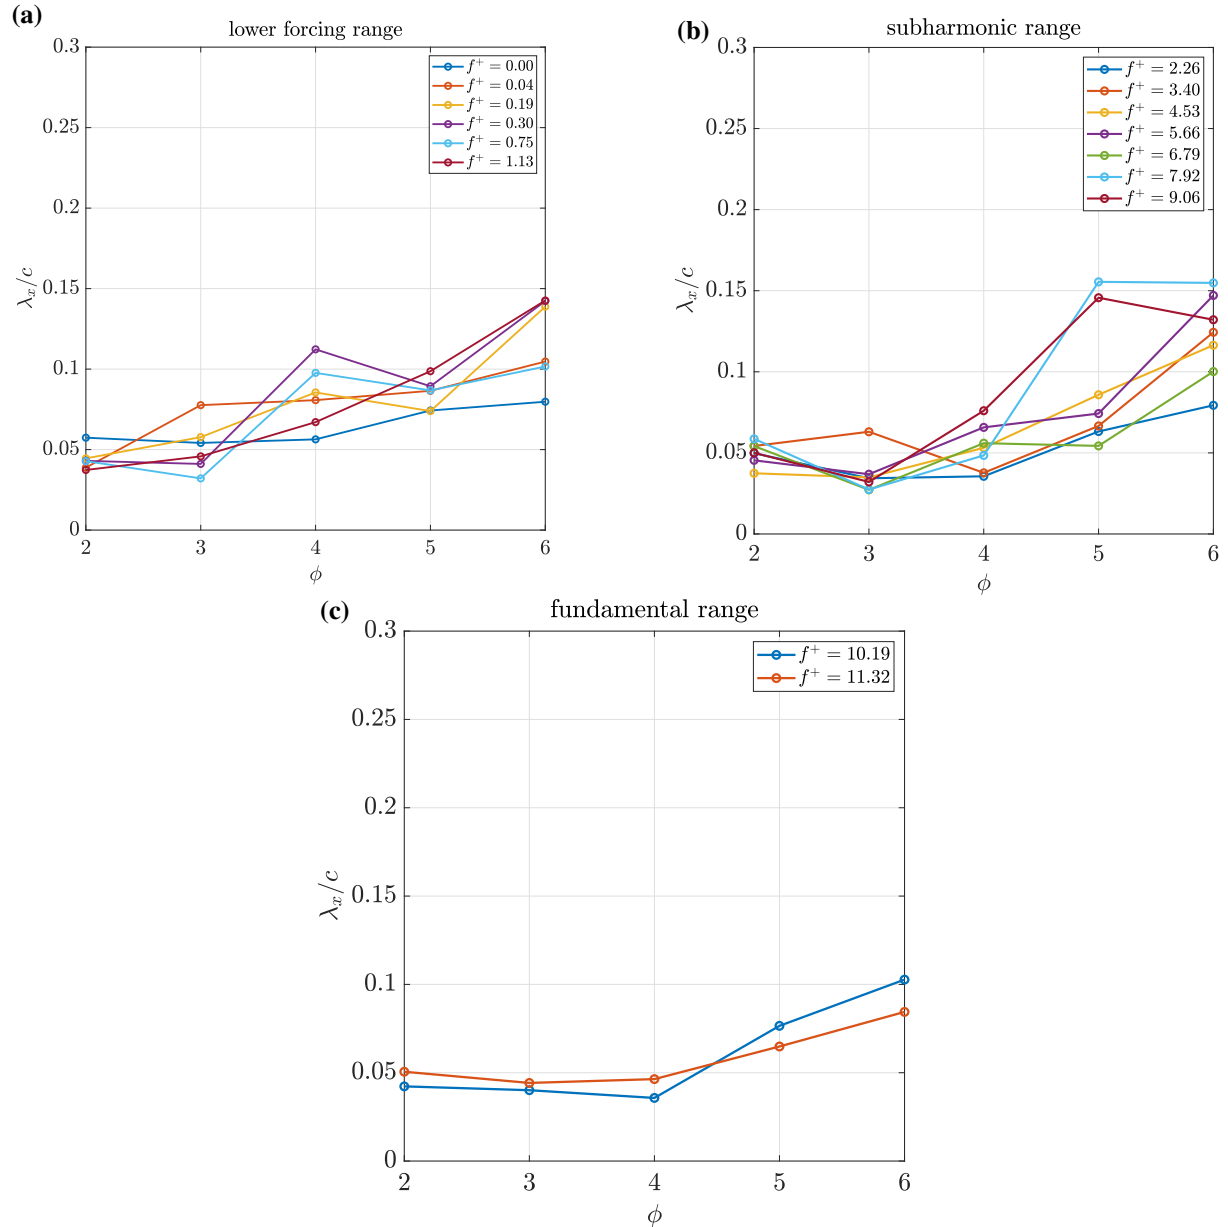 (a)
lower forcing range
0.3
0.25
0.2
0.15
0.1
0.05
0
λx/c
2 3 4 5 6
ϕ
f+ = 0.00
f+ = 0.04
f+ = 0.19
f+ = 0.30
f+ = 0.75
f+ = 1.13
(b)
subharmonic range
0.3
0.25
0.2
0.15
0.1
0.05
0
λx/c
2 3 4 5 6
ϕ
f+ = 2.26
f+ = 3.40
f+ = 4.53
f+ = 5.66
f+ = 6.79
f+ = 7.92
f+ = 9.06
(c)
fundamental range
0.3
0.25
0.2
0.15
0.1
0.05
0
λx/c
2 3 4 5 6
ϕ
f+ = 10.19
f+ = 11.32